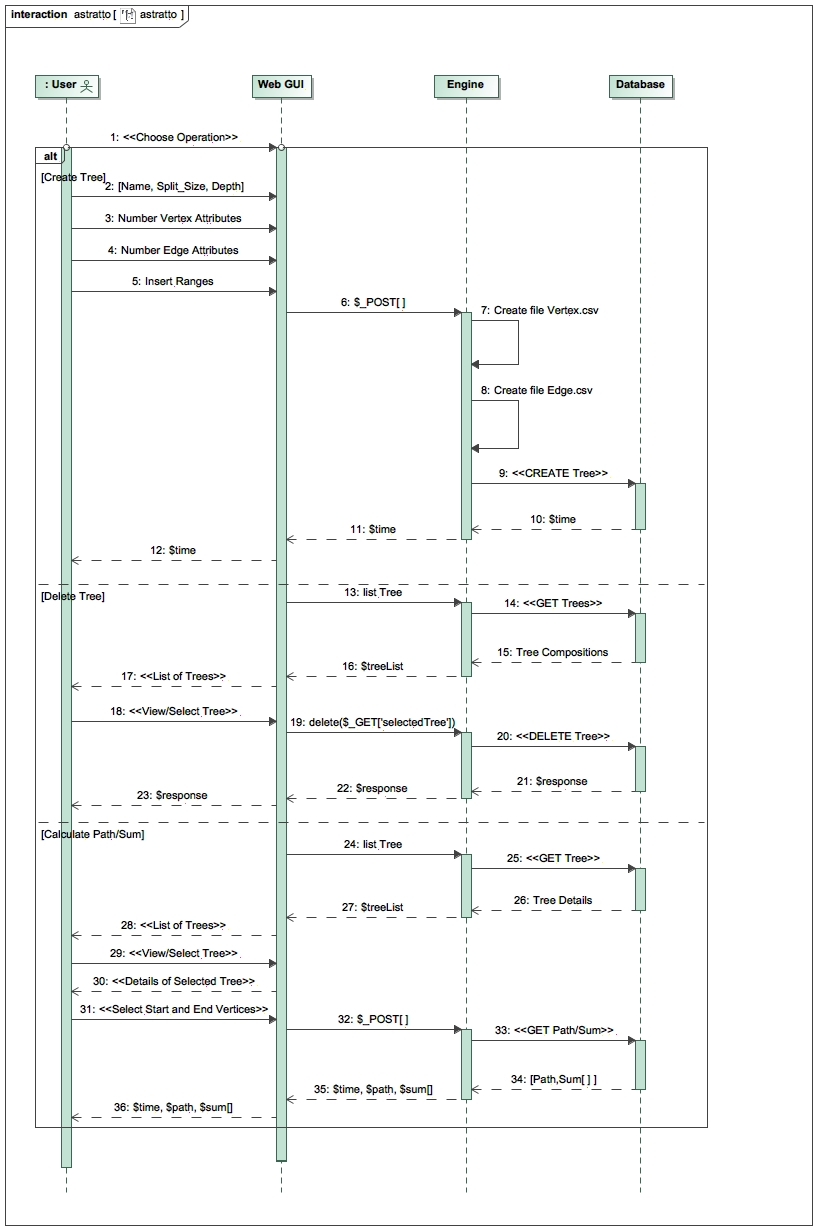 interaction astratto [ astratto ]
: User
Web GUI
Engine
Database
1: <<Choose Operation>>
alt
[Create Tree]
2: [Name, Split_Size, Depth]
3: Number Vertex Attributes
4: Number Edge Attributes
5: Insert Ranges
6: $_POST[ ]
7: Create file Vertex.csv
8: Create file Edge.csv
9: <<CREATE Tree>>
10: $time
11: $time
12: $time
[Delete Tree]
13: list Tree
14: <<GET Trees>>
15: Tree Compositions
16: $treeList
17: <<List of Trees>>
18: <<View/Select Tree>>
19: delete($_GET['selectedTree'])
20: <<DELETE Tree>>
21: $response
22: $response
23: $response
[Calculate Path/Sum]
24: list Tree
25: <<GET Tree>>
26: Tree Details
27: $treeList
28: <<List of Trees>>
29: <<View/Select Tree>>
30: <<Details of Selected Tree>>
31: <<Select Start and End Vertices>>
32: $_POST[ ]
33: <<GET Path/Sum>>
34: [Path,Sum[ ] ]
35: $time, $path, $sum[]
36: $time, $path, $sum[]